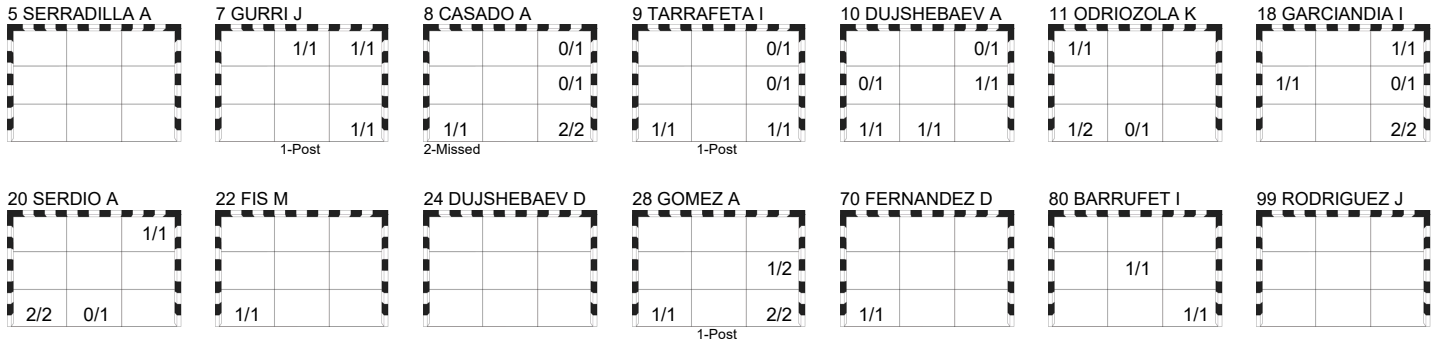 5 SERRADILLA A 7 GURRI J 8 CASADO A 9 TARRAFETA I 10 DUJSHEBAEV A 11 ODRIOZOLA K 18 GARCIANDIA I
1/1 1/1 0/1 0/1 0/1 1/1 1/1
0/1 0/1 0/1 1/1 1/1 0/1
1/1 1/1 2/2 1/1 1/1 1/1 1/1 1/2 0/1 2/2
1-Post 2-Missed 1-Post
20 SERDIO A 22 FIS M 24 DUJSHEBAEV D 28 GOMEZ A 70 FERNANDEZ D 80 BARRUFET I 99 RODRIGUEZ J
1/1
1/2 1/1
2/2 0/1 1/1 1/1 2/2 1/1 1/1
1-Post